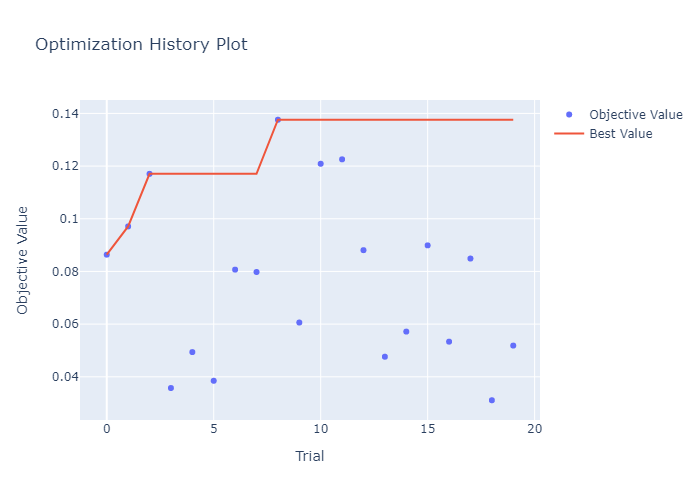 Optimization History Plot
Objective Value
Best Value
0.14
0.12
0.1
0.08
0.06
0.04
Objective Value
0
5
10
15
20
Trial